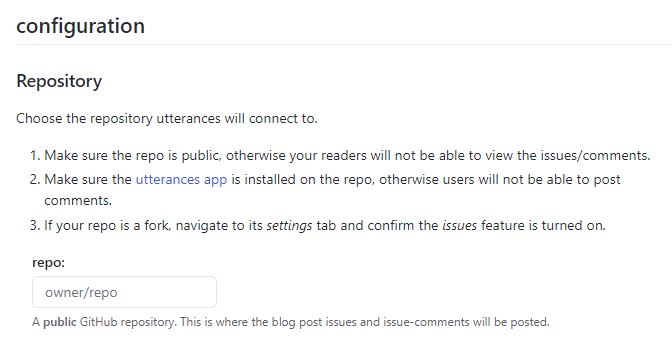 configuration
Repository
Choose the repository utterances will connect to.
1. Make sure the repo is public, otherwise your readers will not be able to view the issues/comments.
2. Make sure the utterances app is installed on the repo, otherwise users will not be able to post
comments.
3. If your repo is a fork, navigate to its settings tab and confirm the issues feature is turned on.
repo:
owner/repo
A public GitHub repository. This is where the blog post issues and issue-comments will be posted.